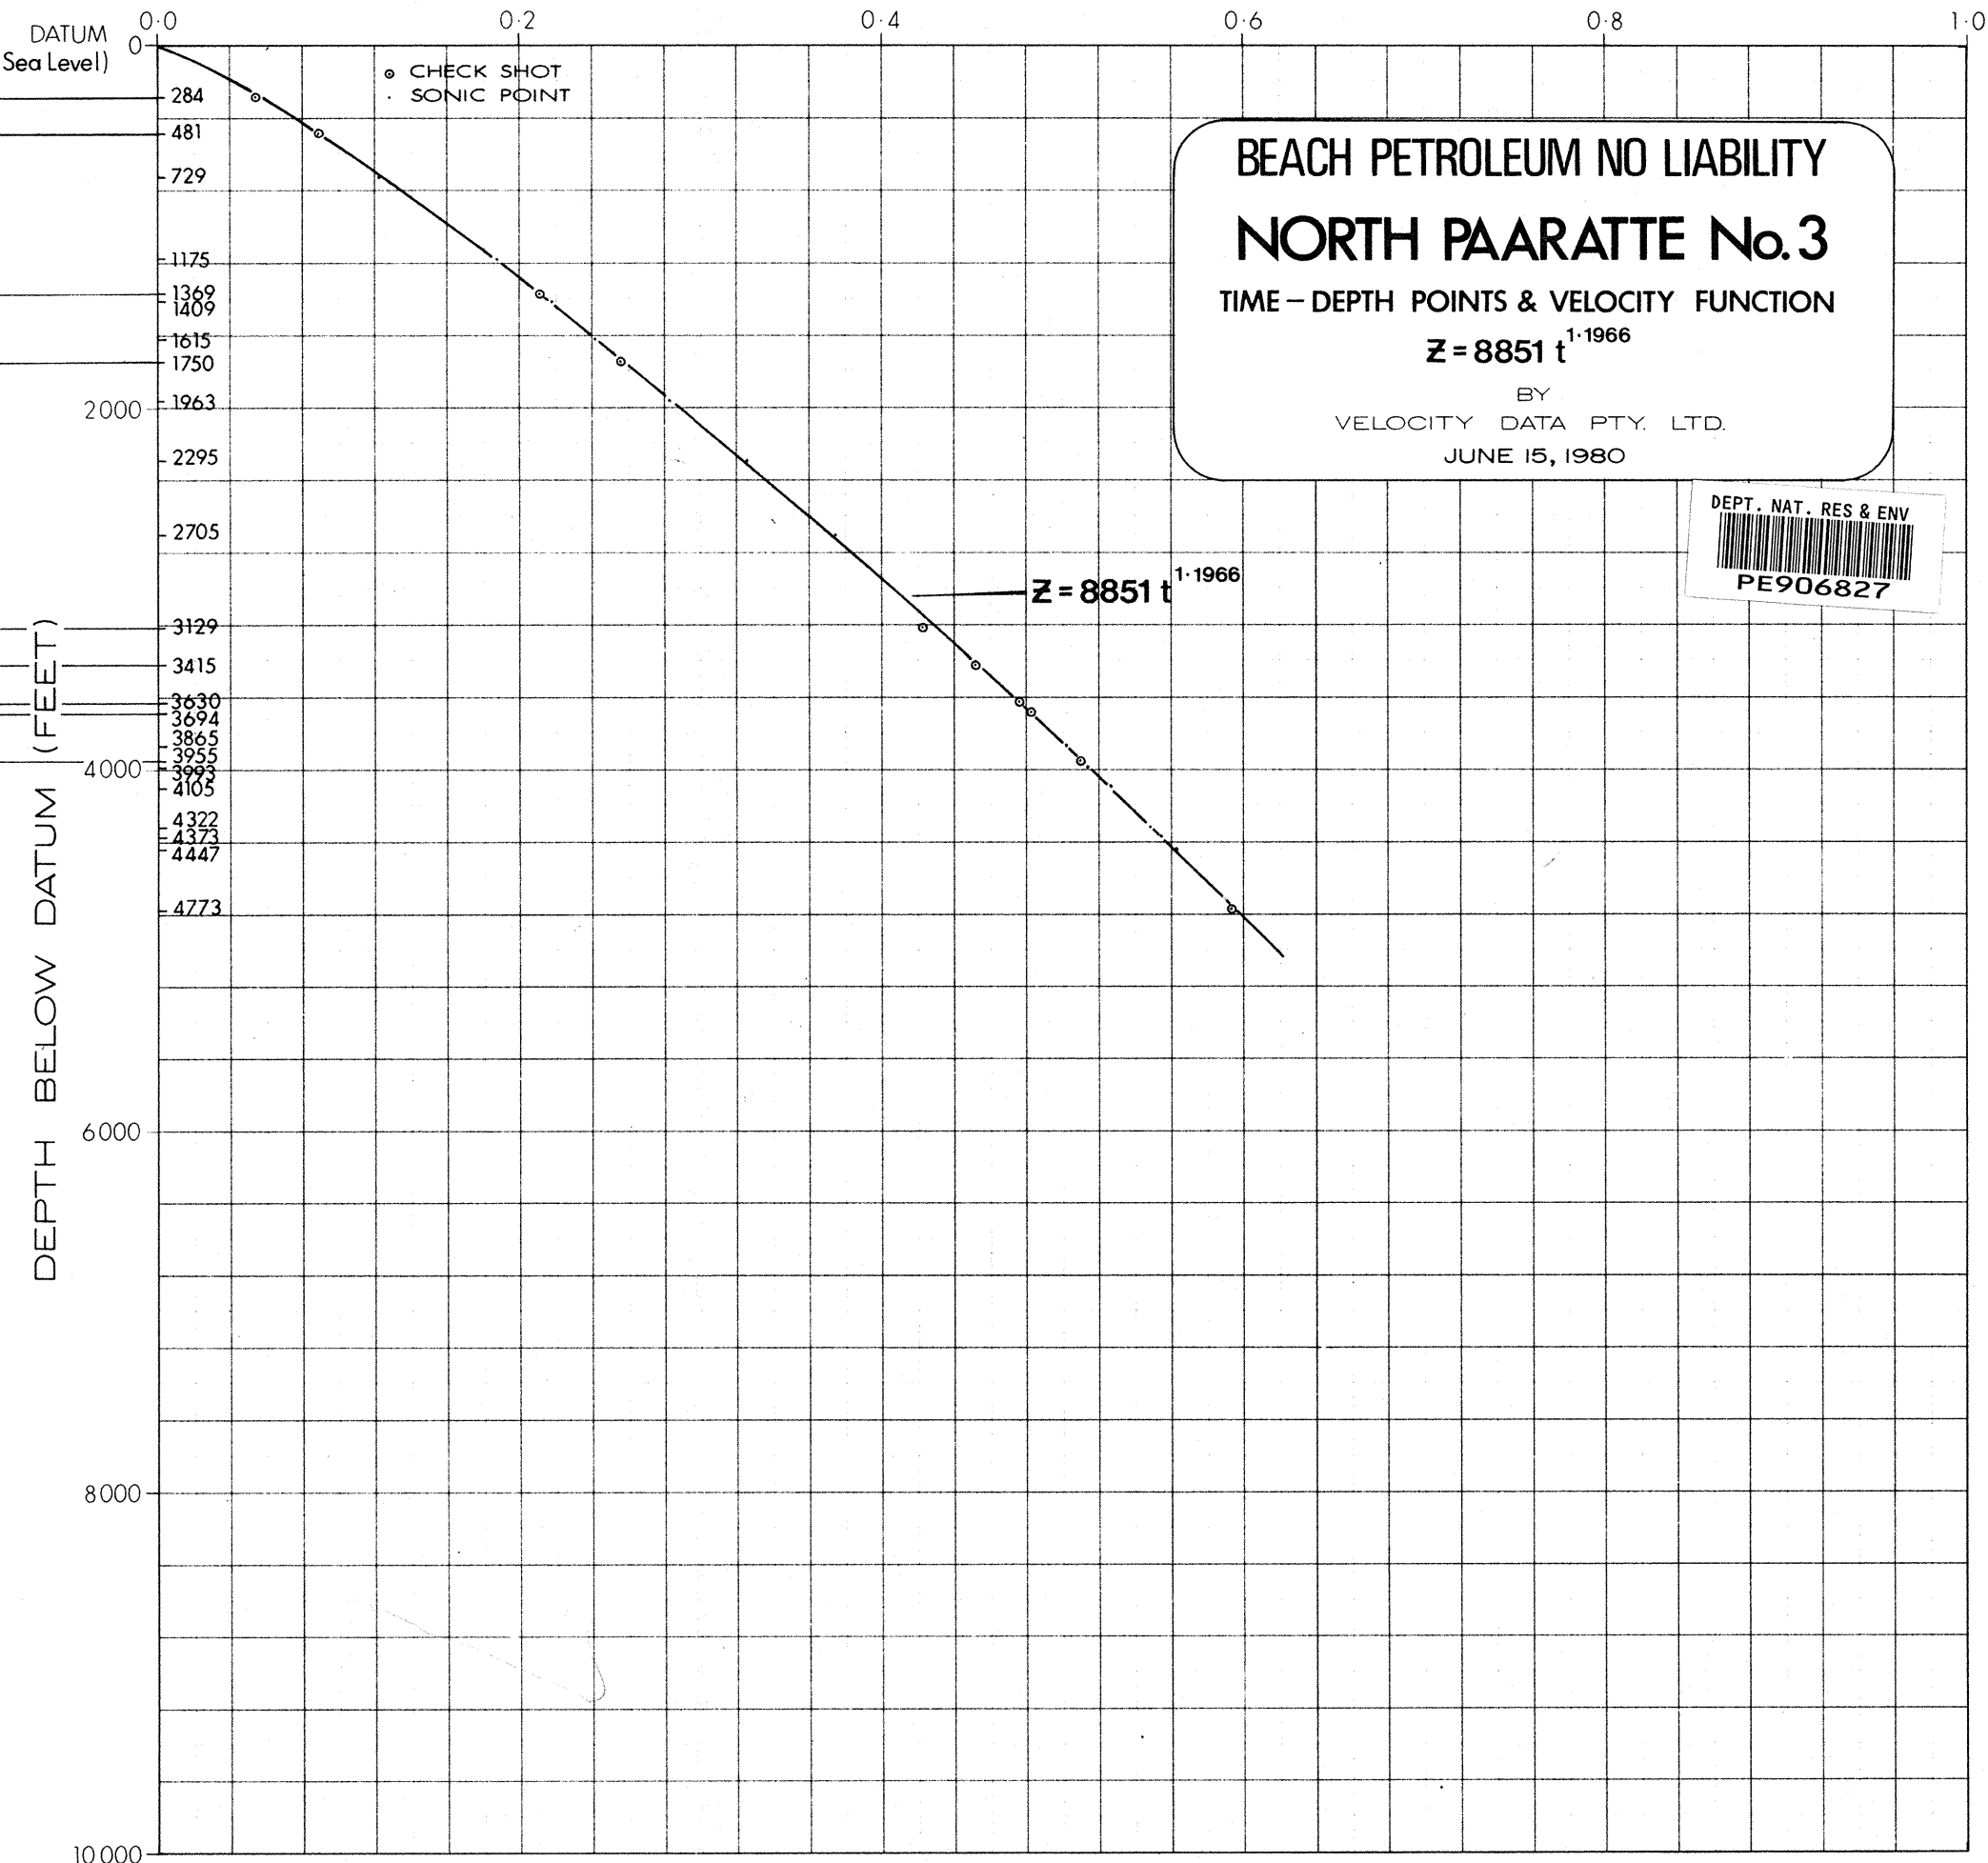 0·0 0·2 0·4 0·6 0·8 1·0
DATUM
Sea Level)
0
⊙ CHECK SHOT
· SONIC POINT
284
481
729
1175
1369
1409
1615
1750
1963
2000
2295
2705
3129
3415
3630
3694
3865
3955
3993
4000
4105
4322
4373
4447
4773
6000
8000
10000
DEPTH BELOW DATUM (FEET)
BEACH PETROLEUM NO LIABILITY
NORTH PAARATTE No. 3
TIME – DEPTH POINTS & VELOCITY FUNCTION
Z = 8851 t^1·1966
BY
VELOCITY DATA PTY. LTD.
JUNE 15, 1980
DEPT. NAT. RES & ENV
PE906827
Z = 8851 t^1·1966